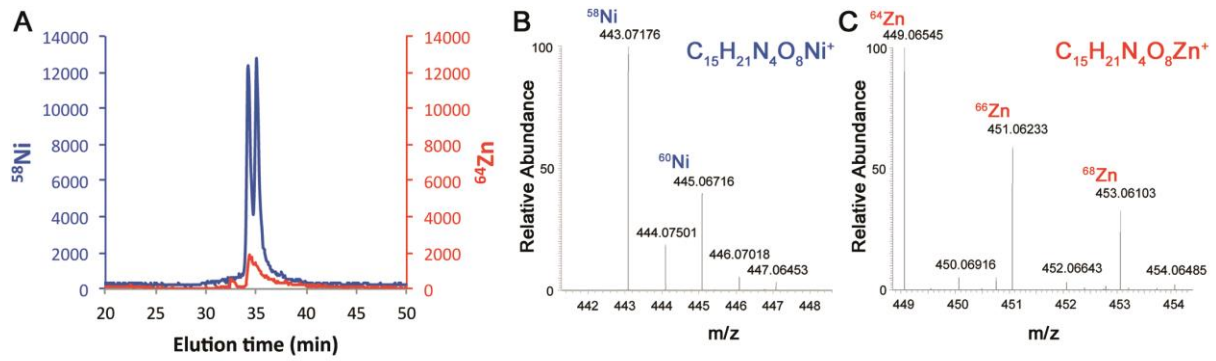 A
14000
12000
10000
8000
6000
4000
2000
0
⁵⁸Ni
14000
12000
10000
8000
6000
4000
2000
0
⁶⁴Zn
20 25 30 35 40 45 50
Elution time (min)
B
⁵⁸Ni
443.07176
C₁₅H₂₁N₄O₈Ni⁺
100
50
0
Relative Abundance
⁶⁰Ni
445.06716
444.07501
446.07018
447.06453
442 443 444 445 446 447 448
m/z
C
⁶⁴Zn
449.06545
C₁₅H₂₁N₄O₈Zn⁺
100
50
0
Relative Abundance
⁶⁶Zn
451.06233
⁶⁸Zn
453.06103
450.06916
452.06643
454.06485
449 450 451 452 453 454
m/z